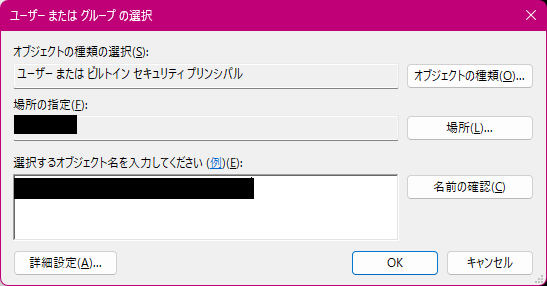 ユーザー または グループ の選択
オブジェクトの種類の選択(S):
ユーザー または ビルトイン セキュリティ プリンシパル
オブジェクトの種類(O)...
場所の指定(F):
場所(L)...
選択するオブジェクト名を入力してください (例)(E):
名前の確認(C)
詳細設定(A)...
OK
キャンセル